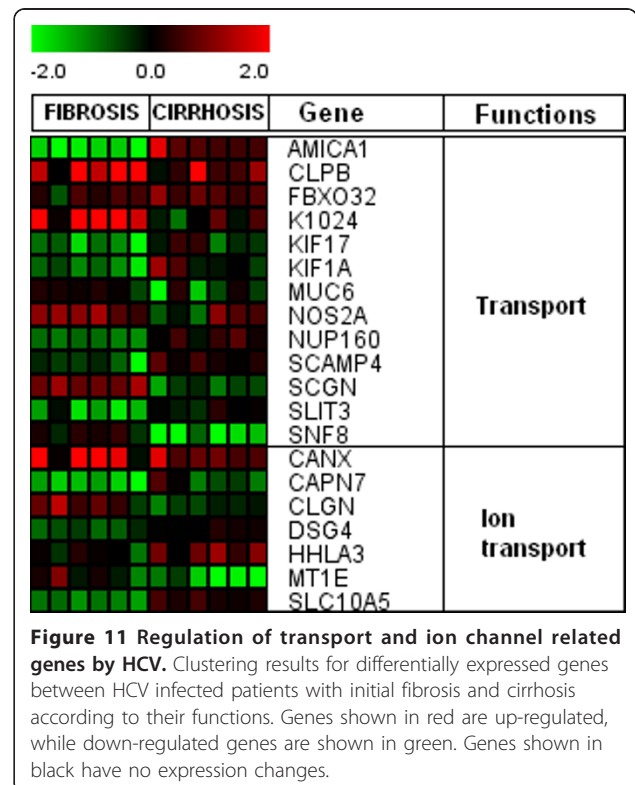 -2.0 0.0 2.0
FIBROSIS CIRRHOSIS Gene Functions
AMICA1
CLPB
FBXO32
K1024
KIF17
KIF1A
MUC6
NOS2A
NUP160
SCAMP4
SCGN
SLIT3
SNF8
Transport
CANX
CAPN7
CLGN
DSG4
HHLA3
MT1E
SLC10A5
Ion
transport
Figure 11 Regulation of transport and ion channel related
genes by HCV. Clustering results for differentially expressed genes
between HCV infected patients with initial fibrosis and cirrhosis
according to their functions. Genes shown in red are up-regulated,
while down-regulated genes are shown in green. Genes shown in
black have no expression changes.